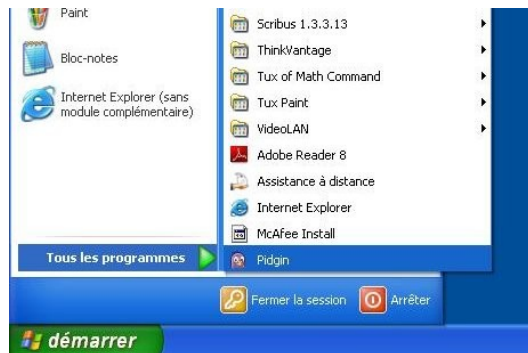 Paint
Bloc-notes
Internet Explorer (sans
module complémentaire)
Tous les programmes
Scribus 1.3.3.13
ThinkVantage
Tux of Math Command
Tux Paint
VideoLAN
Adobe Reader 8
Assistance à distance
Internet Explorer
McAfee Install
Pidgin
Fermer la session
Arrêter
démarrer